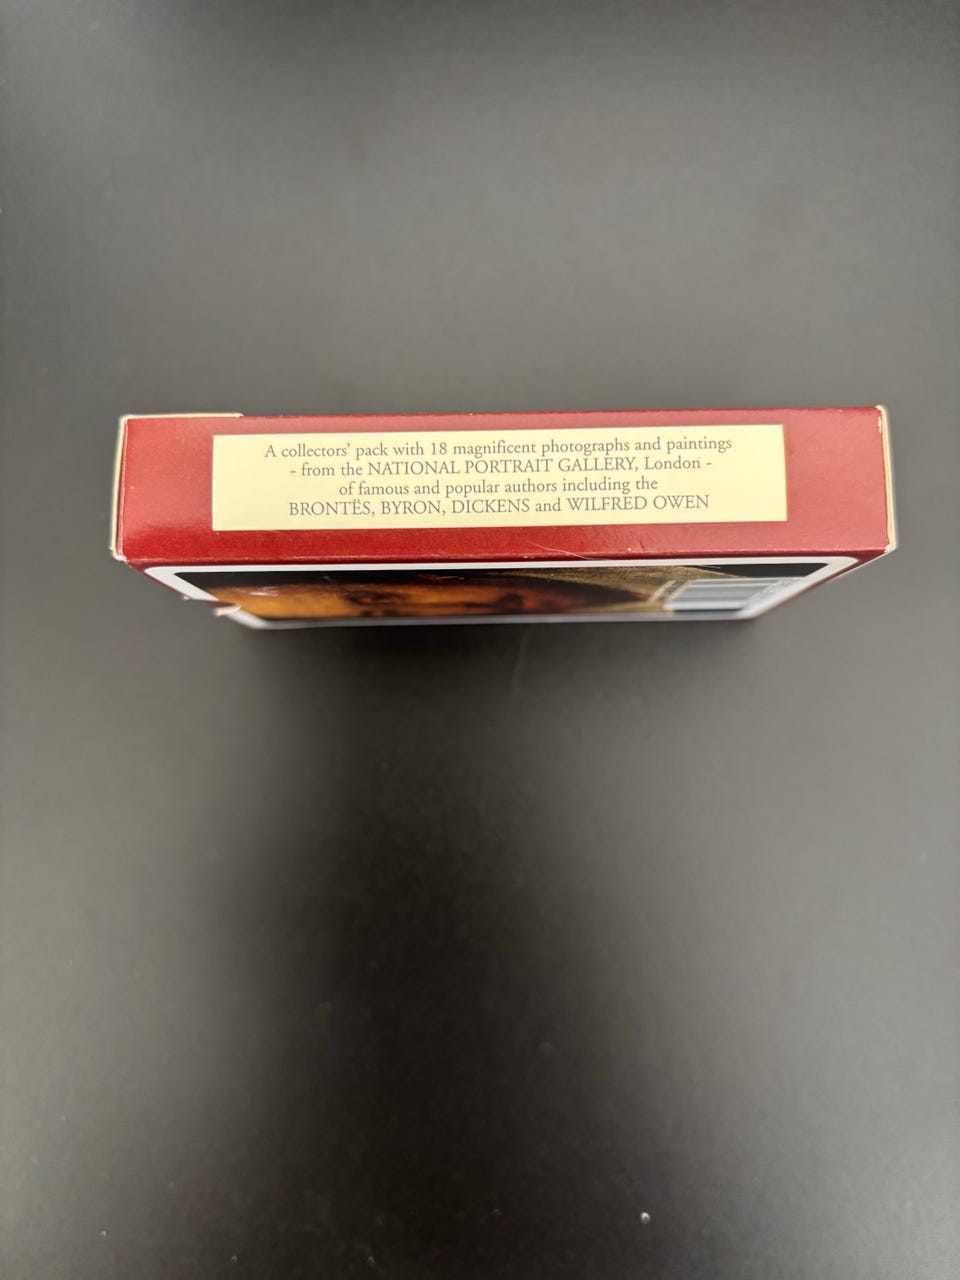 A collectors' pack with 18 magnificent photographs and paintings
- from the NATIONAL PORTRAIT GALLERY, London -
of famous and popular authors including the
BRONTËS, BYRON, DICKENS and WILFRED OWEN